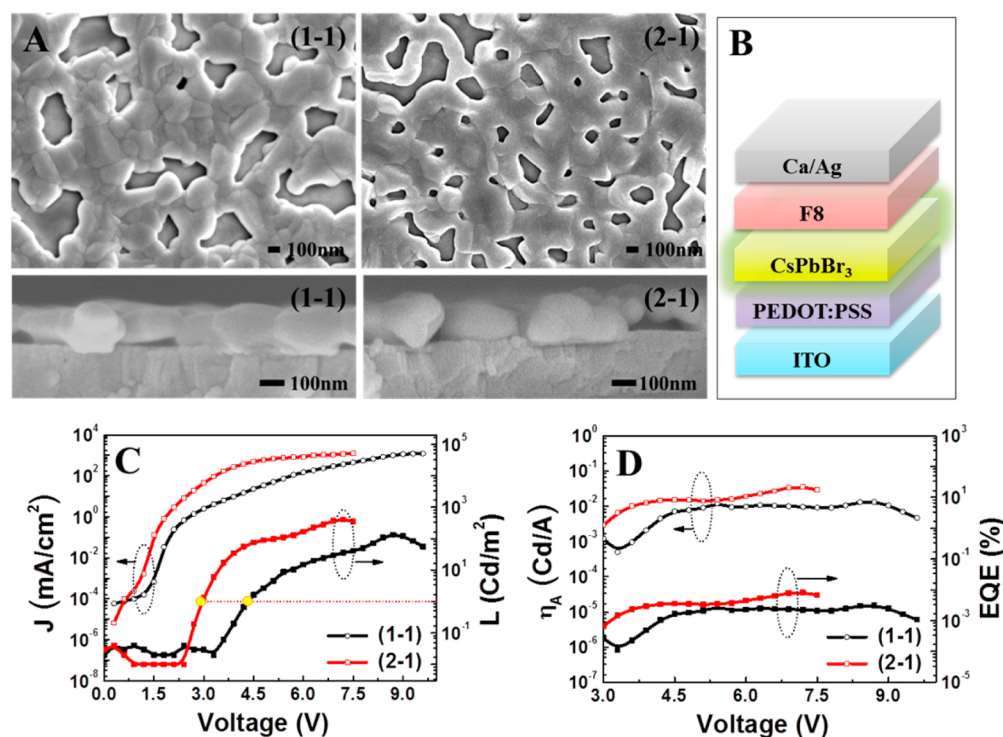 A
(1-1)
100nm
(2-1)
100nm
(1-1)
100nm
(2-1)
100nm
B
Ca/Ag
F8
CsPbBr₃
PEDOT:PSS
ITO
C
J (mA/cm²)
10⁴
10²
10⁰
10⁻²
10⁻⁴
10⁻⁶
10⁻⁸
0.0 1.5 3.0 4.5 6.0 7.5 9.0
Voltage (V)
L (Cd/m²)
10⁵
10³
10¹
10⁻¹
(1-1)
(2-1)
D
η_A (Cd/A)
10¹
10⁰
10⁻¹
10⁻²
10⁻³
10⁻⁴
10⁻⁵
10⁻⁶
10⁻⁷
3.0 4.5 6.0 7.5 9.0
Voltage (V)
EQE (%)
10³
10¹
10⁻¹
10⁻³
10⁻⁵
(1-1)
(2-1)